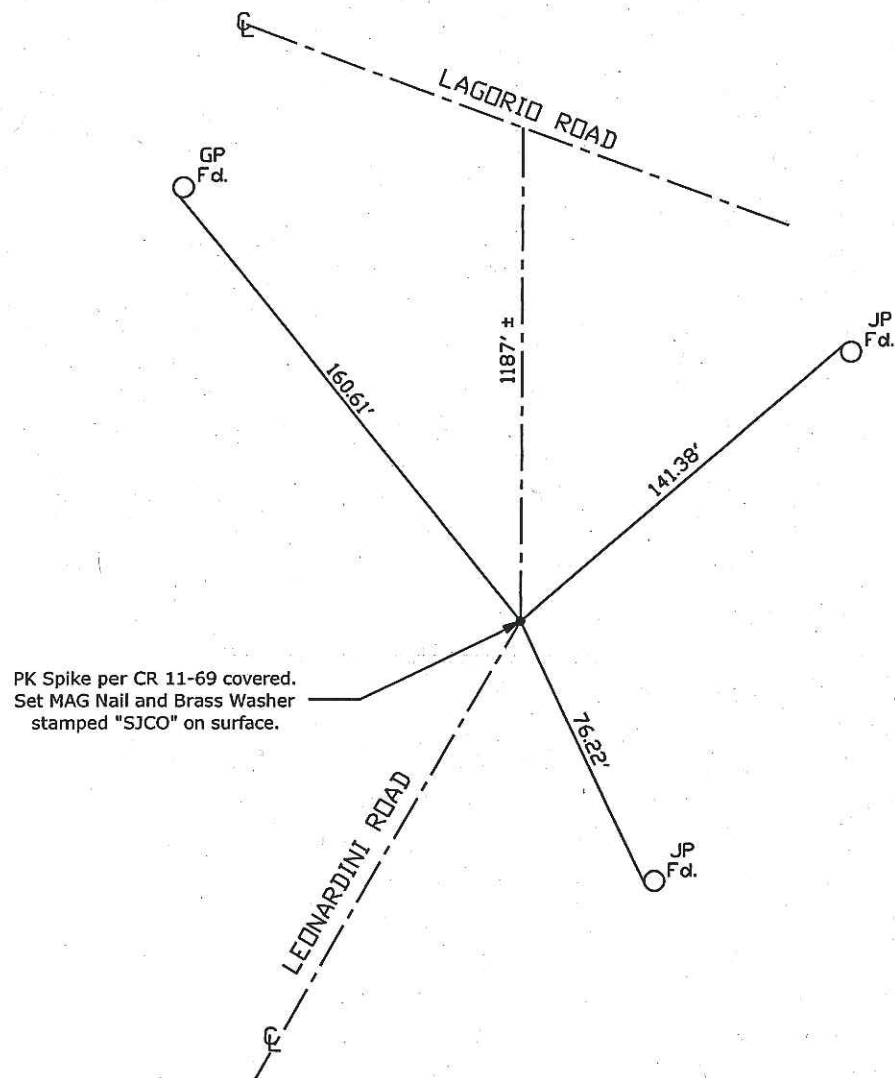 ℄
LAGORIO ROAD
GP
Fd.
JP
Fd.
1187' ±
160.61'
141.38'
PK Spike per CR 11-69 covered.
Set MAG Nail and Brass Washer
stamped "SJCO" on surface.
76.22'
LEONARDINI ROAD
JP
Fd.
℄